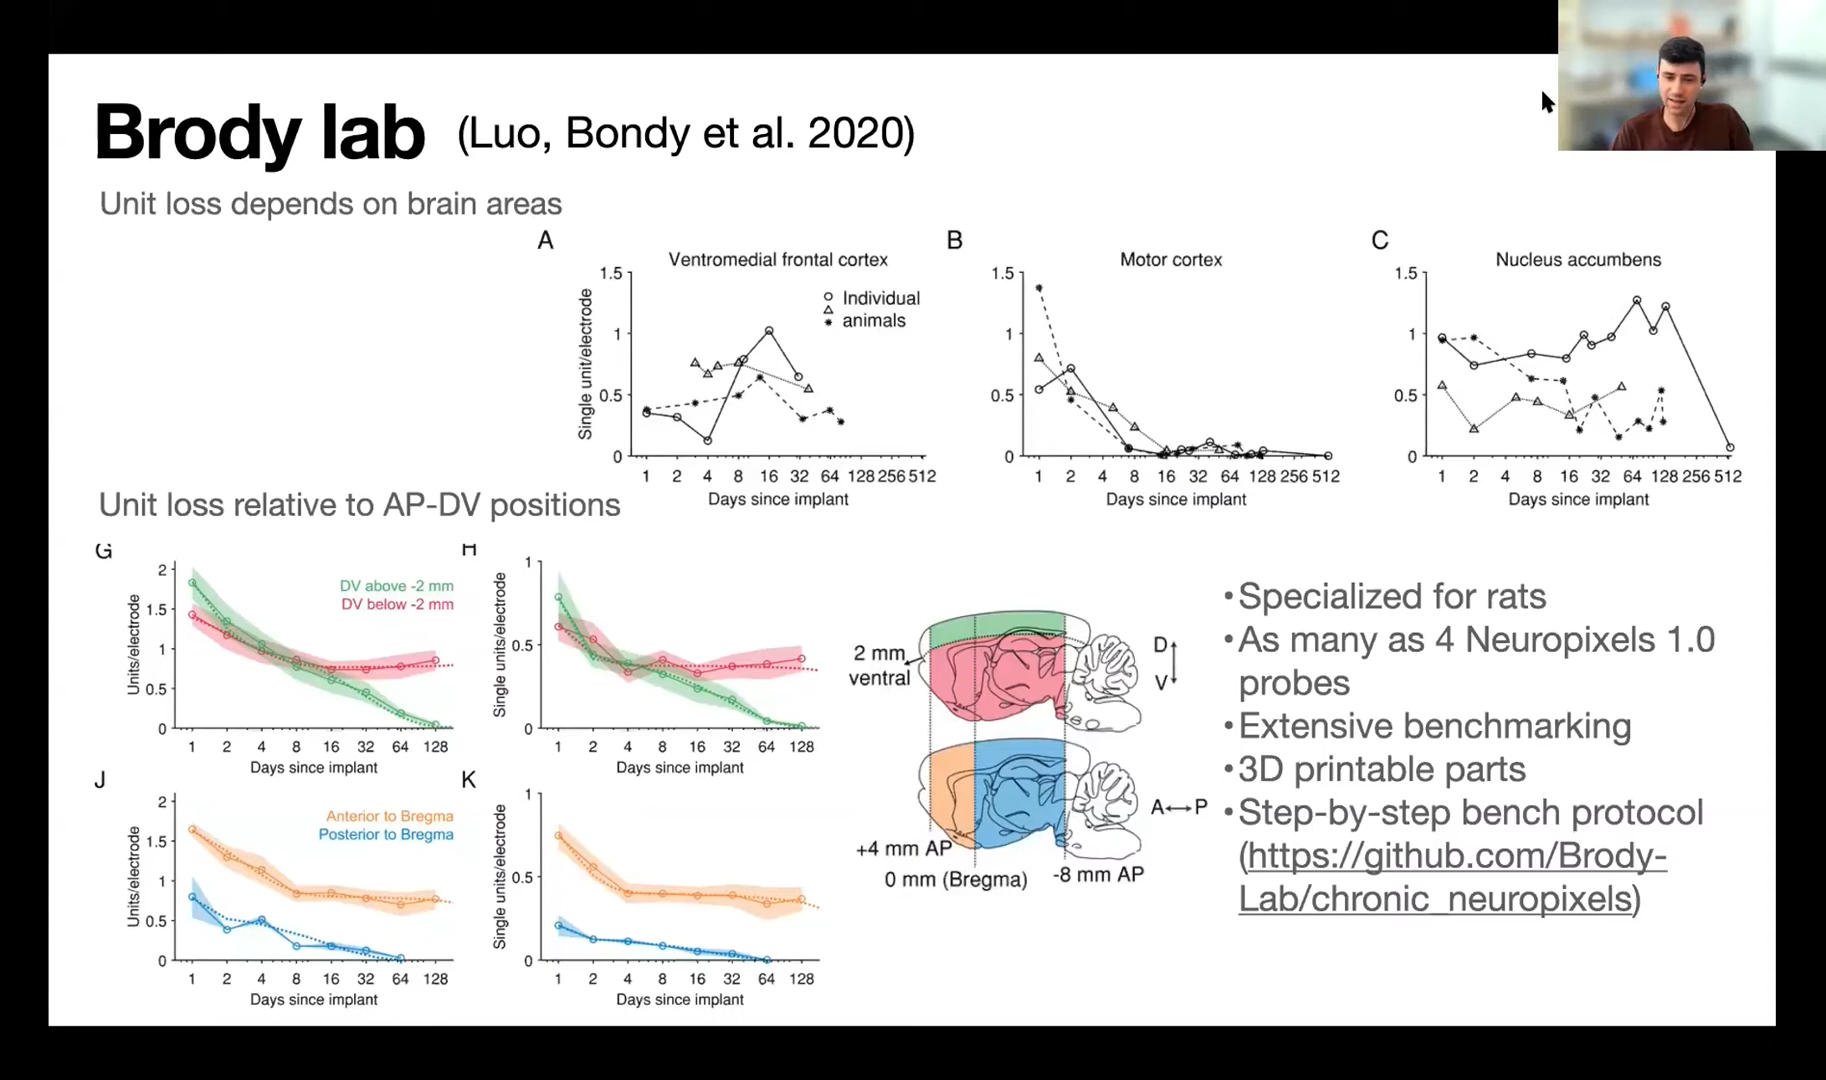 Brody lab (Luo, Bondy et al. 2020)
Unit loss depends on brain areas
A
Ventromedial frontal cortex
Individual
animals
Single unit/electrode
1.5
1
0.5
0
1 2 4 8 16 32 64 128 256 512
Days since implant
B
Motor cortex
1.5
1
0.5
0
1 2 4 8 16 32 64 128 256 512
Days since implant
C
Nucleus accumbens
1.5
1
0.5
0
1 2 4 8 16 32 64 128 256 512
Days since implant
Unit loss relative to AP-DV positions
G
DV above -2 mm
DV below -2 mm
Units/electrode
2
1.5
1
0.5
0
1 2 4 8 16 32 64 128
Days since implant
H
Single units/electrode
1
0.5
0
1 2 4 8 16 32 64 128
Days since implant
J
Anterior to Bregma
Posterior to Bregma
Units/electrode
2
1.5
1
0.5
0
1 2 4 8 16 32 64 128
Days since implant
K
Single units/electrode
1
0.5
0
1 2 4 8 16 32 64 128
Days since implant
2 mm
ventral
D
V
A P
+4 mm AP
0 mm (Bregma)
-8 mm AP
•Specialized for rats
•As many as 4 Neuropixels 1.0
probes
•Extensive benchmarking
•3D printable parts
•Step-by-step bench protocol
(https://github.com/Brody-
Lab/chronic_neuropixels)